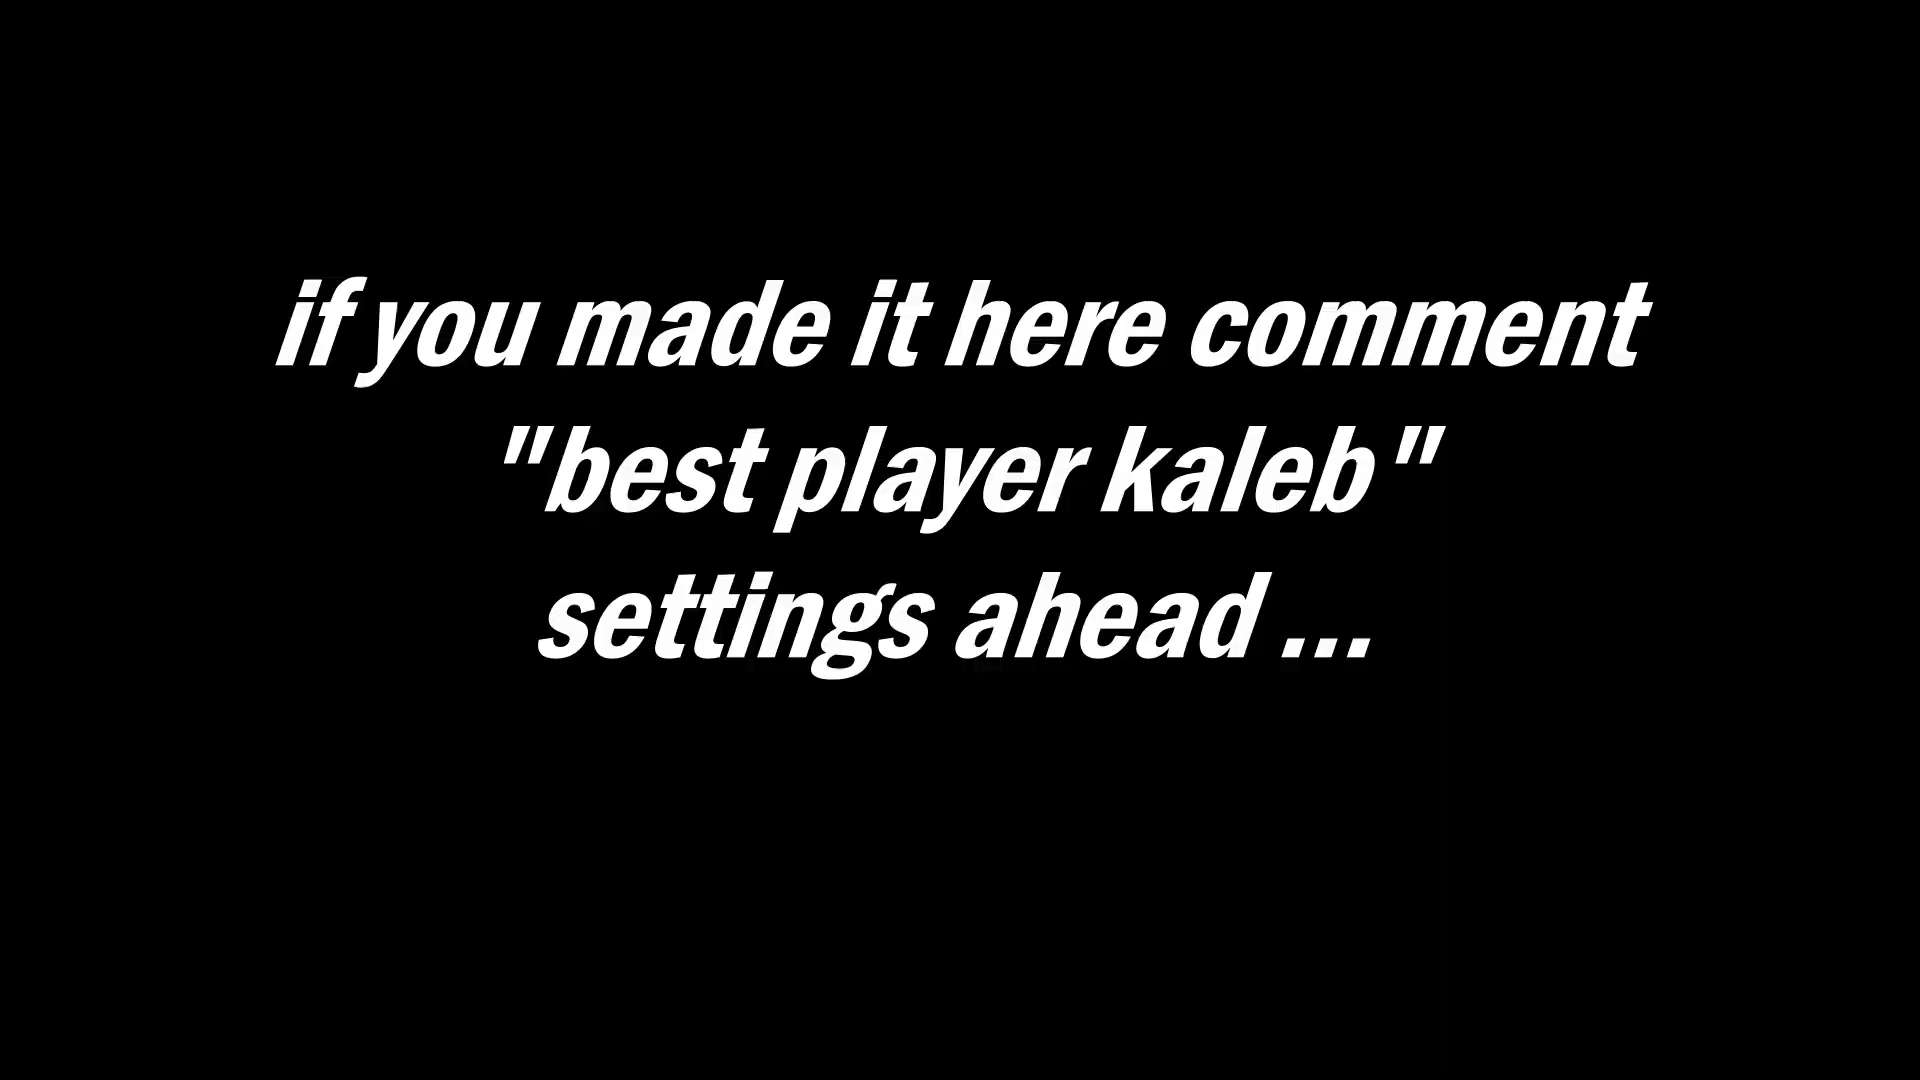 if you made it here comment
"best player kaleb"
settings ahead ...